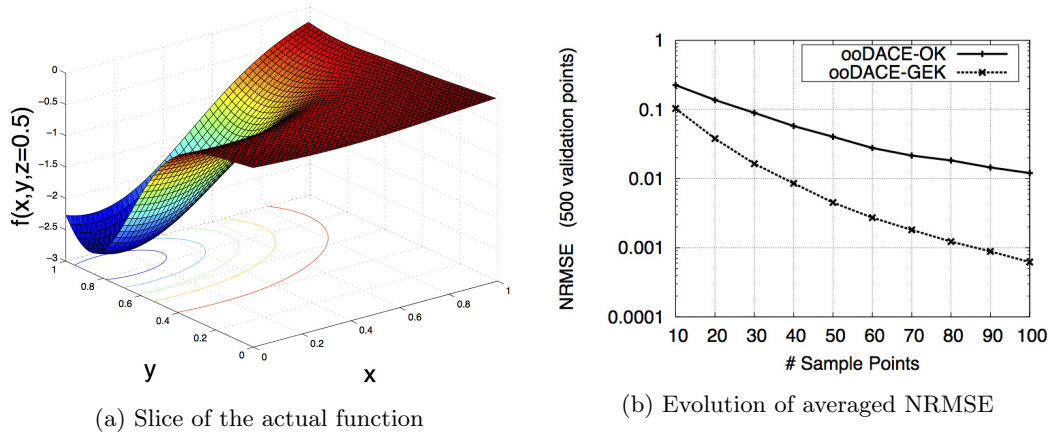 0
−0.5
−1
−1.5
−2
−2.5
−3
f(x,y,z=0.5)
1
0.8
0.6
0.4
0.2
0
y
0
0.2
0.4
0.6
0.8
1
x
(a) Slice of the actual function
NRMSE (500 validation points)
1
0.1
0.01
0.001
0.0001
ooDACE-OK
ooDACE-GEK
10 20 30 40 50 60 70 80 90 100
# Sample Points
(b) Evolution of averaged NRMSE